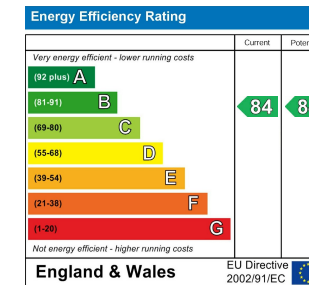 Energy Efficiency Rating
Current
Very energy efficient - lower running costs
(92 plus) A
(81-91) B
84
(69-80) C
(55-68) D
(39-54) E
(21-38) F
(1-20) G
Not energy efficient - higher running costs
England & Wales
EU Directive
2002/91/EC